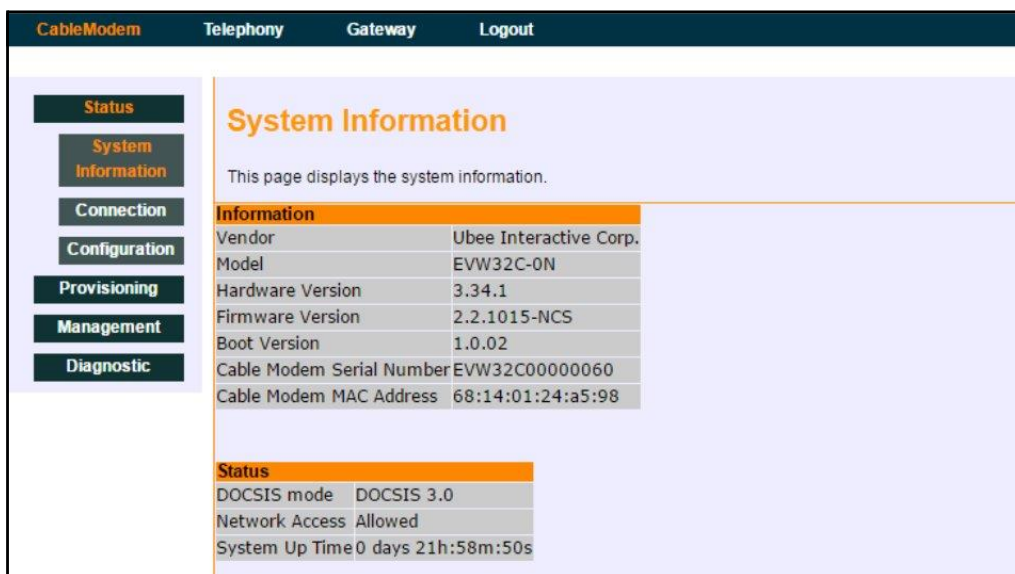 CableModem Telephony Gateway Logout
Status
System
Information
Connection
Configuration
Provisioning
Management
Diagnostic
System Information
This page displays the system information.
Information
Vendor Ubee Interactive Corp.
Model EVW32C-0N
Hardware Version 3.34.1
Firmware Version 2.2.1015-NCS
Boot Version 1.0.02
Cable Modem Serial Number EVW32C00000060
Cable Modem MAC Address 68:14:01:24:a5:98
Status
DOCSIS mode DOCSIS 3.0
Network Access Allowed
System Up Time 0 days 21h:58m:50s